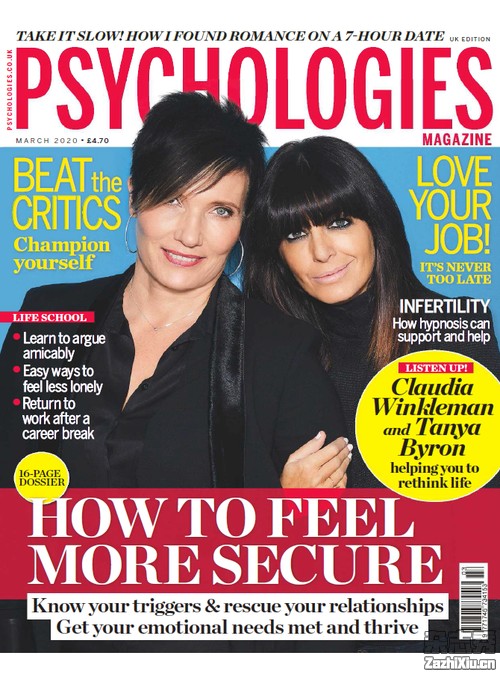 TAKE IT SLOW! HOW I FOUND ROMANCE ON A 7-HOUR DATE UK EDITION
PSYCHOLOGIES.CO.UK
PSYCHOLOGIES
MAGAZINE
MARCH 2020 • £4.70
BEAT the
CRITICS
Champion
yourself
LOVE
YOUR
JOB!
IT'S NEVER
TOO LATE
INFERTILITY
How hypnosis can
support and help
LIFE SCHOOL
• Learn to argue
amicably
• Easy ways to
feel less lonely
• Return to
work after a
career break
LISTEN UP!
Claudia
Winkleman
and Tanya
Byron
helping you to
rethink life
16-PAGE
DOSSIER
HOW TO FEEL
MORE SECURE
Know your triggers & rescue your relationships
Get your emotional needs met and thrive
ZazhiXiu.cn